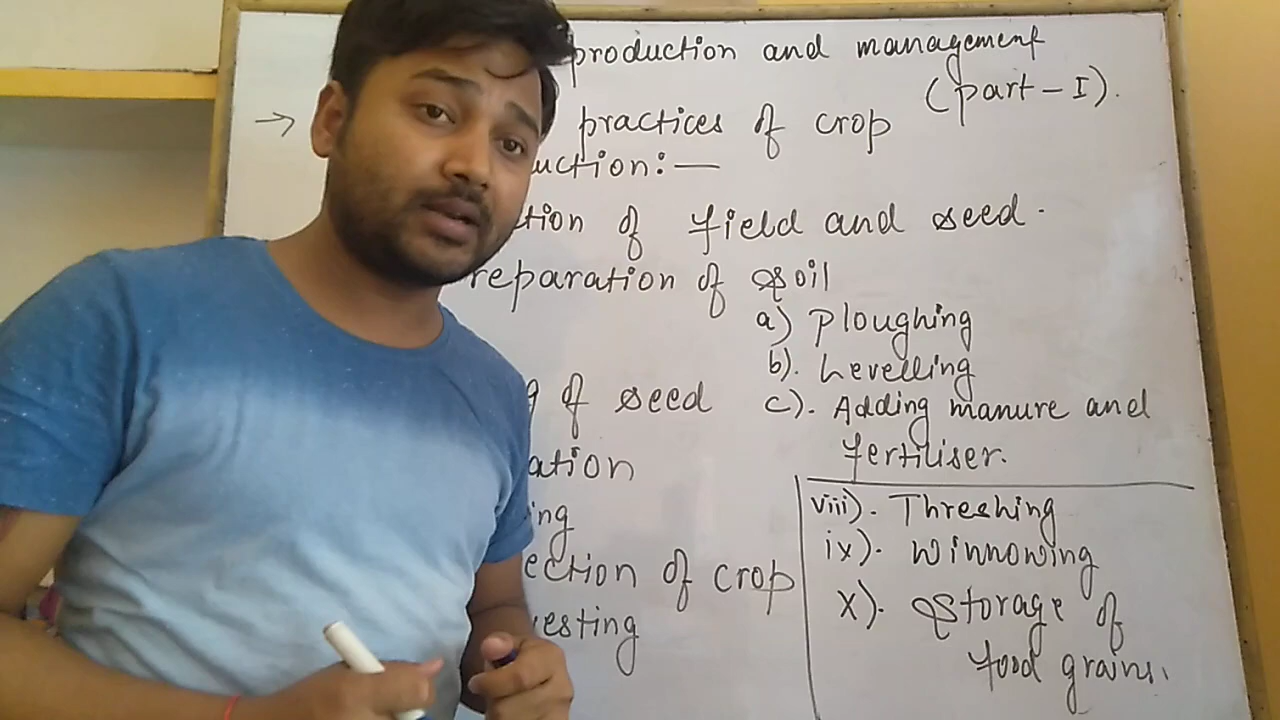 production and management
(part-I).
→ practices of crop
uction:—
tion of field and seed.
reparation of soil
a) Ploughing
b). Levelling
g of seed c). Adding manure and
fertiliser.
ation
ing
ection of crop
vesting
viii). Threshing
ix). Winnowing
x). Storage of
food grains.